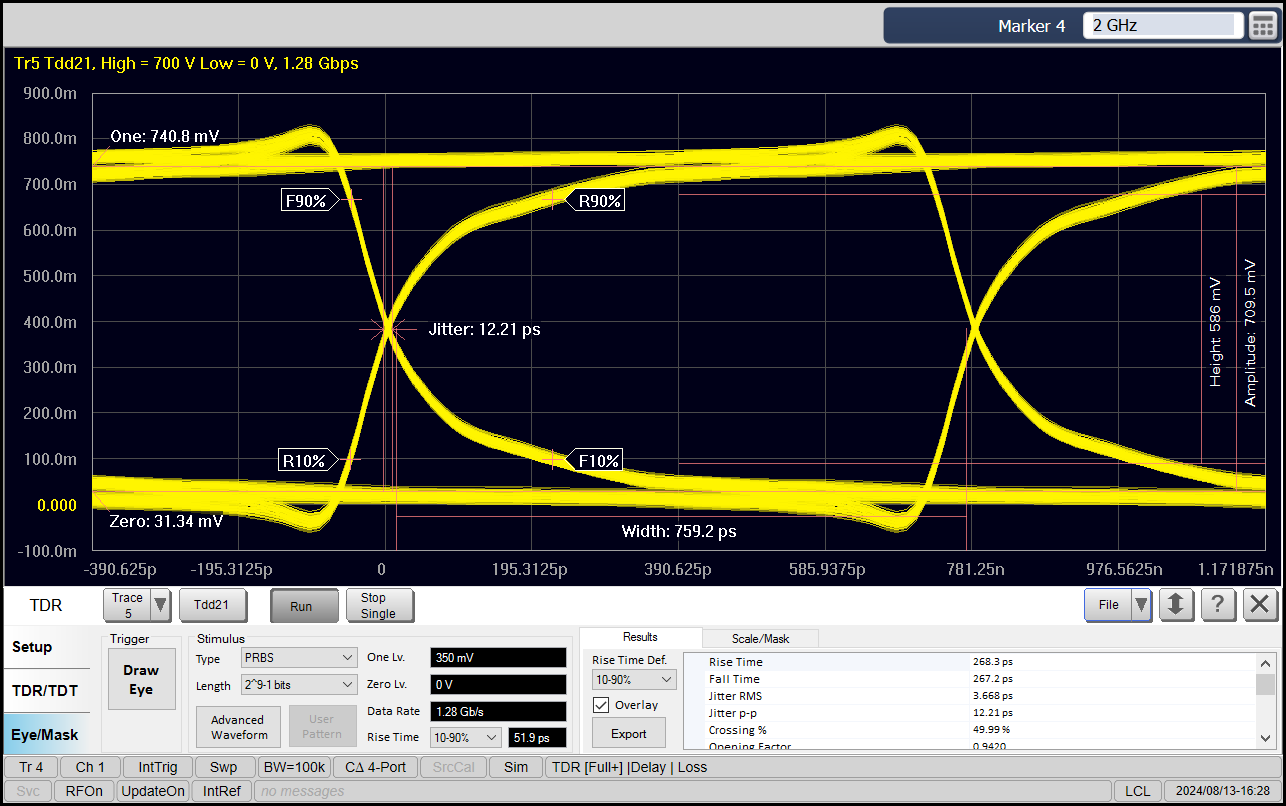 Marker 4 2 GHz
Tr5 Tdd21, High = 700 V Low = 0 V, 1.28 Gbps
900.0m
800.0m
One: 740.8 mV
700.0m
F90%
R90%
600.0m
500.0m
Height 586 mV
Amplitude: 709.5 mV
400.0m
Jitter: 12.21 ps
300.0m
200.0m
100.0m
R10%
F10%
0.000
Zero: 31.34 mV
Width: 759.2 ps
-100.0m
-390.625p -195.3125p 0 195.3125p 390.625p 585.9375p 781.25n 976.5625n 1.171875n
TDR
Trace 
5
Tdd21
Run
Stop
Single
File
?
Setup
TDR/TDT
Eye/Mask
Trigger
Draw
Eye
Stimulus
Type PRBS
Length 2^9-1 bits
Advanced
Waveform
User
Pattern
One Lv. 350 mV
Zero Lv. 0 V
Data Rate 1.28 Gb/s
Rise Time 10-90% 51.9 ps
Results
Scale/Mask
Rise Time Def.
10-90%
Overlay
Export
Rise Time 268.3 ps
Fall Time 267.2 ps
Jitter RMS 3.668 ps
Jitter p-p 12.21 ps
Crossing % 49.99 %
Opening Factor 0.9420
Tr 4 Ch 1 IntTrig Swp BW=100k CΔ 4-Port SrcCal Sim TDR [Full+] |Delay | Loss
Svc RFOn UpdateOn IntRef no messages LCL 2024/08/13-16:28